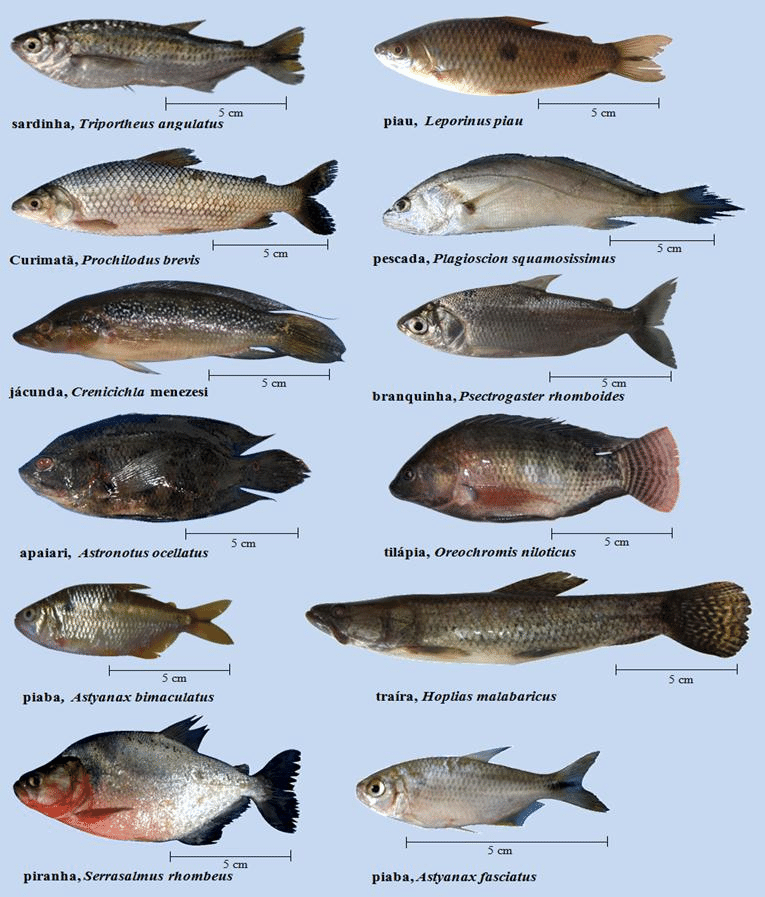 5 cm
sardinha, Triportheus angulatus
5 cm
piau, Leporinus piau
5 cm
Curimatã, Prochilodus brevis
5 cm
pescada, Plagioscion squamosissimus
5 cm
jácunda, Crenicichla menezesi
5 cm
branquinha, Psectrogaster rhomboides
5 cm
apaiari, Astronotus ocellatus
5 cm
tilápia, Oreochromis niloticus
5 cm
piaba, Astyanax bimaculatus
5 cm
traíra, Hoplias malabaricus
5 cm
piranha, Serrasalmus rhombeus
5 cm
piaba, Astyanax fasciatus